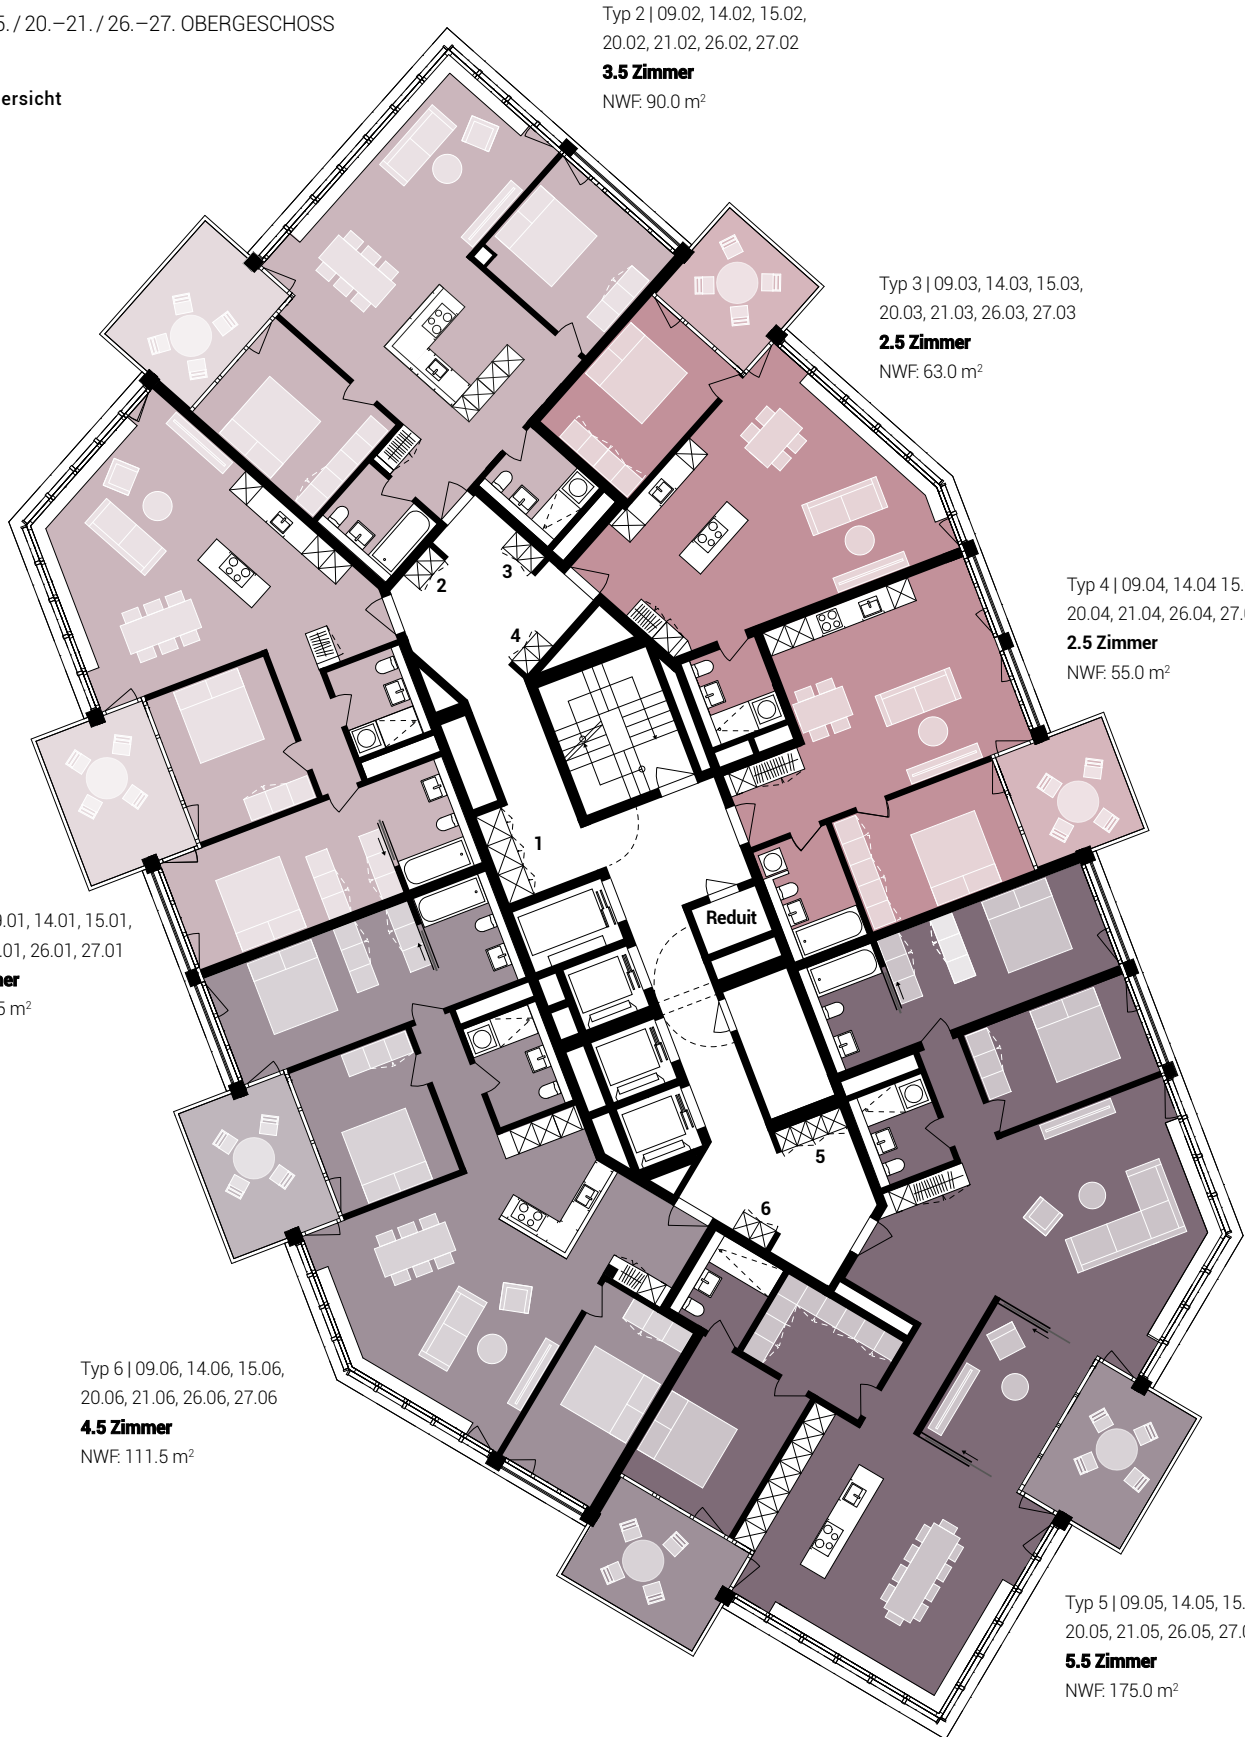 5. / 20.–21. / 26.–27. OBERGESCHOSS
ersicht
Typ 2 | 09.02, 14.02, 15.02,
20.02, 21.02, 26.02, 27.02
3.5 Zimmer
NWF: 90.0 m²
Typ 3 | 09.03, 14.03, 15.03,
20.03, 21.03, 26.03, 27.03
2.5 Zimmer
NWF: 63.0 m²
Typ 4 | 09.04, 14.04 15.
20.04, 21.04, 26.04, 27.0
2.5 Zimmer
NWF: 55.0 m²
2
3
4
1
Reduit
9.01, 14.01, 15.01,
.01, 26.01, 27.01
mer
5 m²
5
6
Typ 6 | 09.06, 14.06, 15.06,
20.06, 21.06, 26.06, 27.06
4.5 Zimmer
NWF: 111.5 m²
Typ 5 | 09.05, 14.05, 15.
20.05, 21.05, 26.05, 27.0
5.5 Zimmer
NWF: 175.0 m²